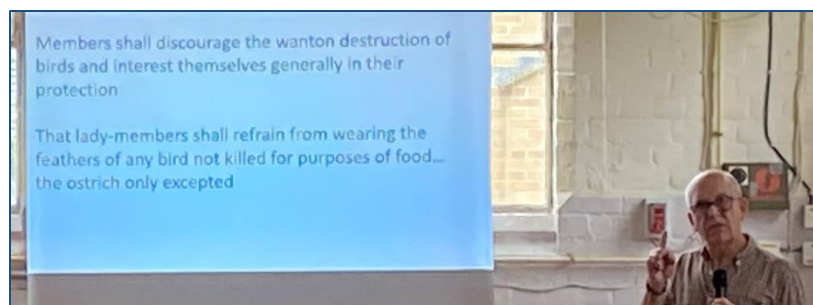 Members shall discourage the wanton destruction of
birds and interest themselves generally in their
protection
That lady-members shall refrain from wearing the
feathers of any bird not killed for purposes of food...
the ostrich only excepted